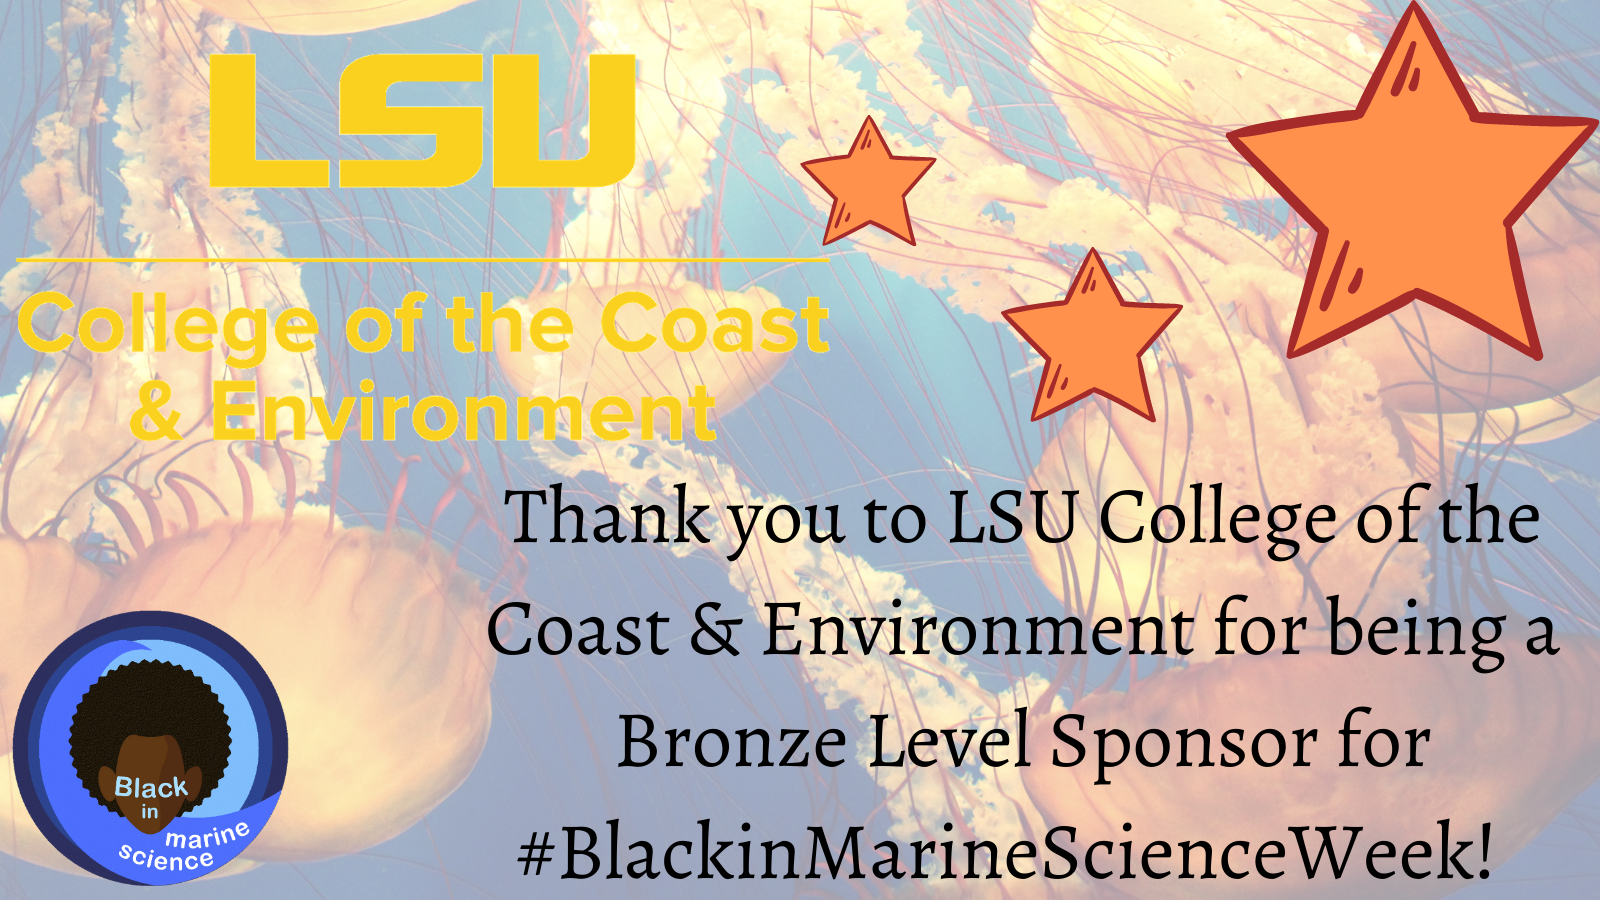 LSU
College of the Coast
& Environment
Thank you to LSU College of the
Coast & Environment for being a
Bronze Level Sponsor for
#BlackinMarineScienceWeek!
Black
in
marine
science